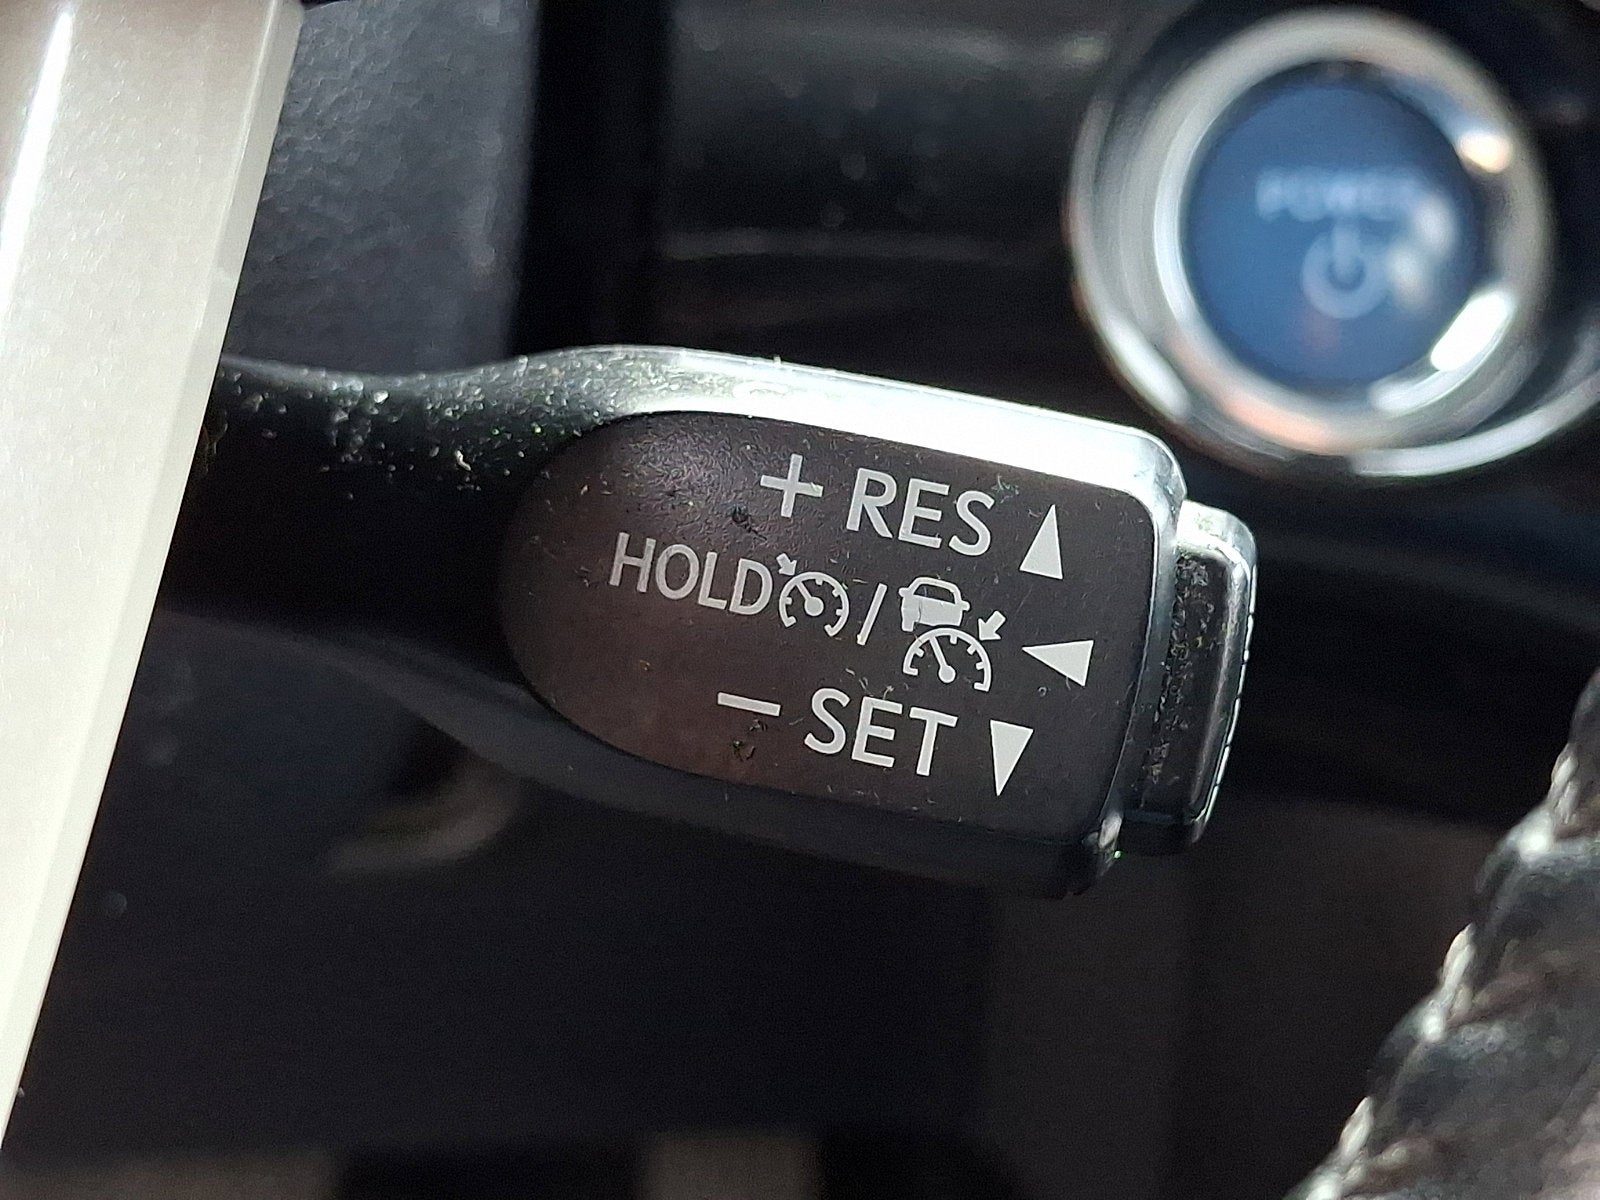 POWER
+ RES
HOLD /
- SET